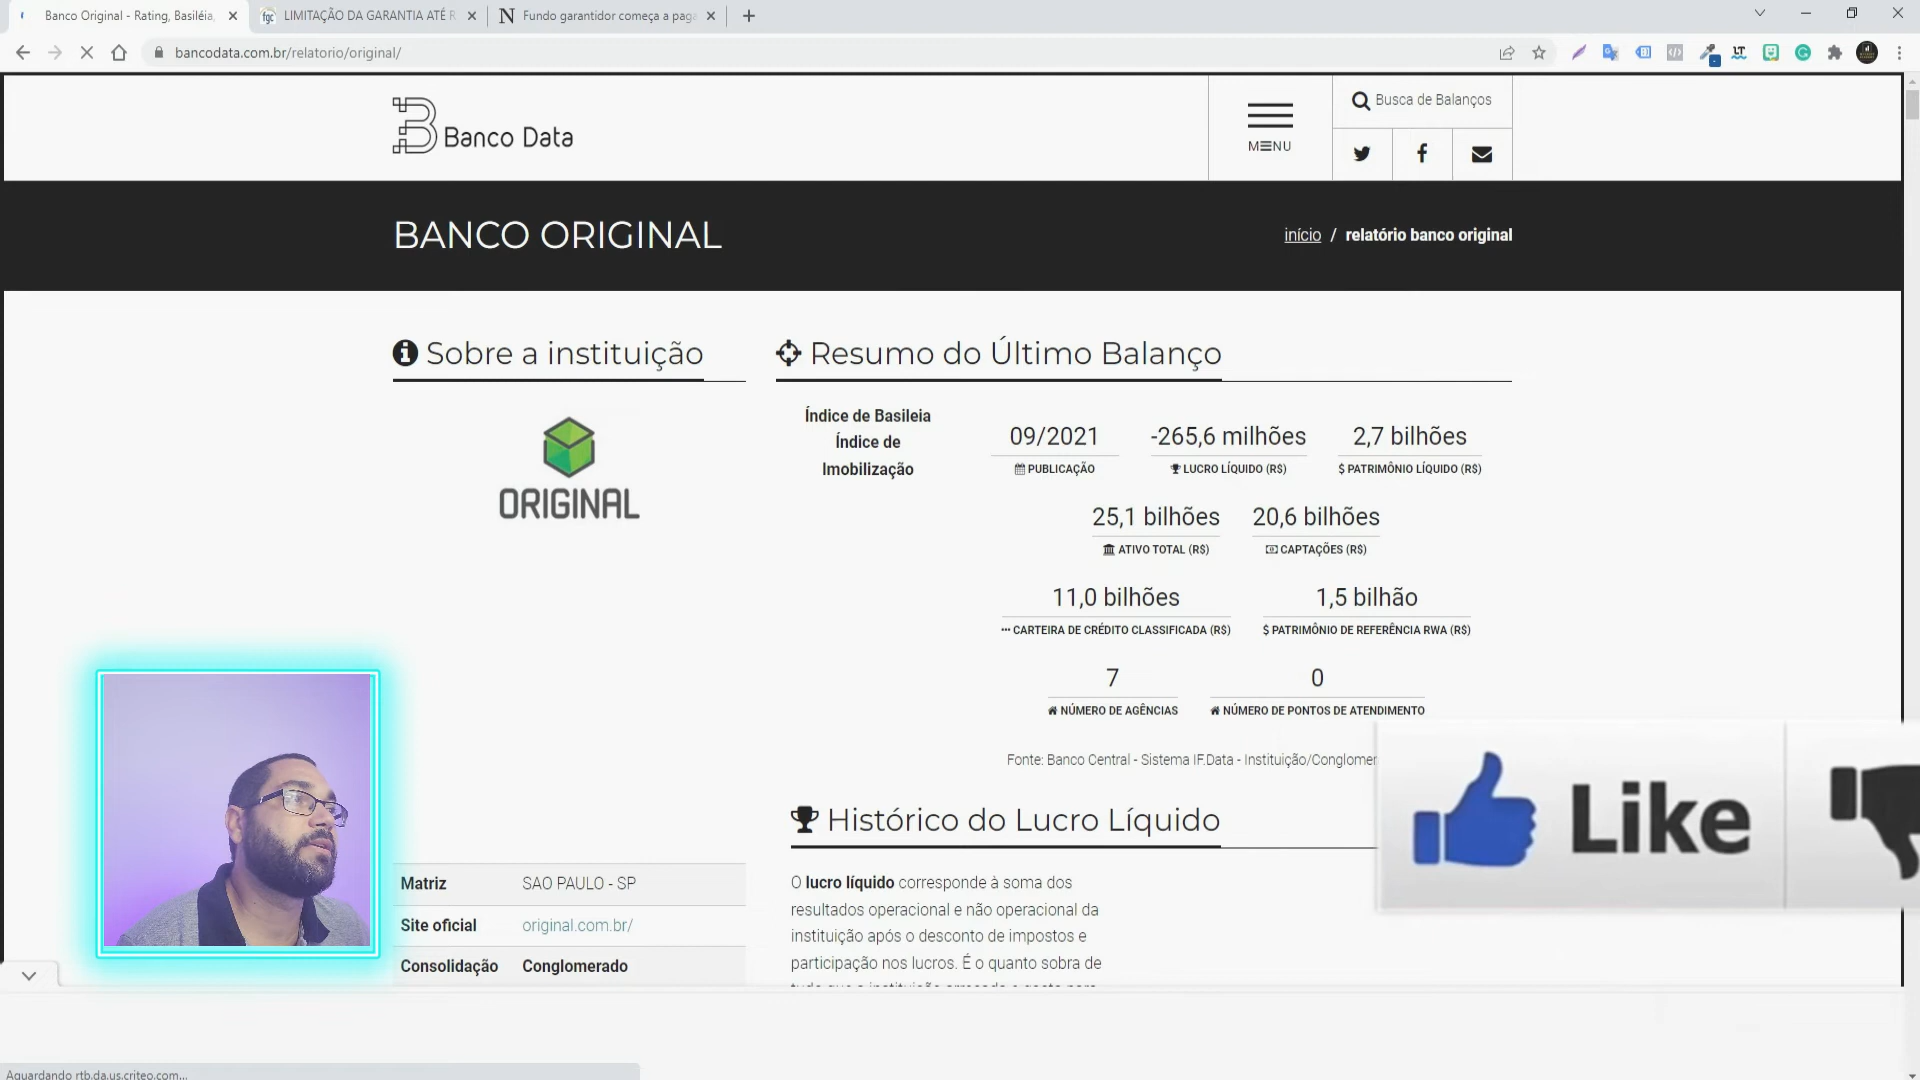 Banco Original - Rating, Basiléia,
LIMITAÇÃO DA GARANTIA ATÉ R
Fundo garantidor começa a paga
bancodata.com.br/relatorio/original/
Banco Data
MENU
Busca de Balanços
BANCO ORIGINAL
início / relatório banco original
Sobre a instituição
ORIGINAL
Matriz SAO PAULO - SP
Site oficial original.com.br/
Consolidação Conglomerado
Resumo do Último Balanço
Índice de Basileia
Índice de
Imobilização
09/2021 -265,6 milhões 2,7 bilhões
PUBLICAÇÃO LUCRO LÍQUIDO (R$) $ PATRIMÔNIO LÍQUIDO (R$)
25,1 bilhões 20,6 bilhões
ATIVO TOTAL (R$) CAPTAÇÕES (R$)
11,0 bilhões 1,5 bilhão
CARTEIRA DE CRÉDITO CLASSIFICADA (R$) $ PATRIMÔNIO DE REFERÊNCIA RWA (R$)
7 0
NÚMERO DE AGÊNCIAS NÚMERO DE PONTOS DE ATENDIMENTO
Fonte: Banco Central - Sistema IF.Data - Instituição/Conglomer
Like
Histórico do Lucro Líquido
O lucro líquido corresponde à soma dos
resultados operacional e não operacional da
instituição após o desconto de impostos e
participação nos lucros. É o quanto sobra de
Aguardando rtb.da.us.criteo.com...